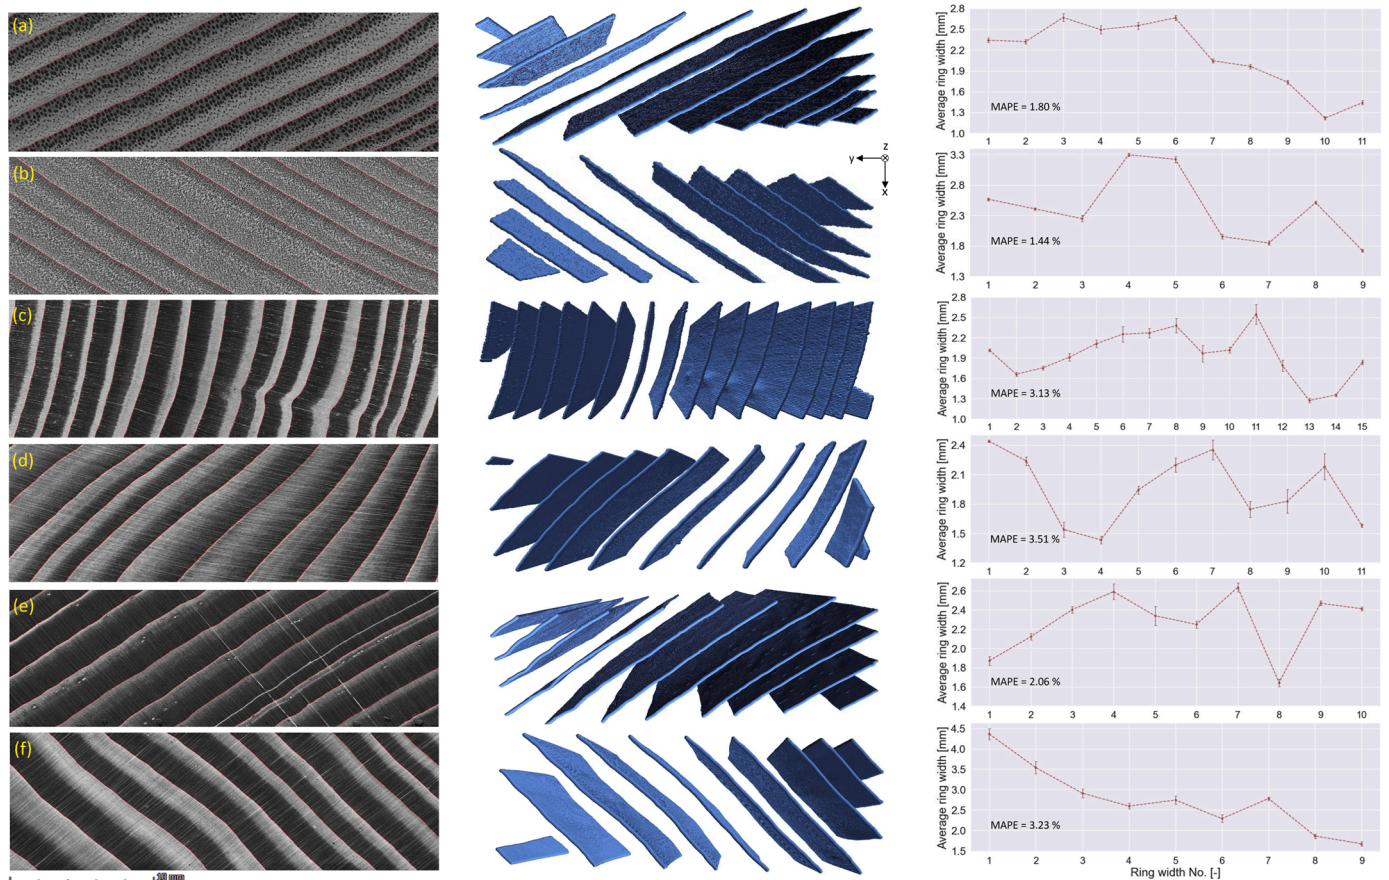 (a)
2.8
2.5
2.2
1.9
1.6
1.3
1.0
Average ring width [mm]
MAPE = 1.80 %
1 2 3 4 5 6 7 8 9 10 11
(b)
z
y
x
3.3
2.8
2.3
1.8
1.3
Average ring width [mm]
MAPE = 1.44 %
1 2 3 4 5 6 7 8 9
(c)
2.8
2.5
2.2
1.9
1.6
1.3
1.0
Average ring width [mm]
MAPE = 3.13 %
1 2 3 4 5 6 7 8 9 10 11 12 13 14 15
(d)
2.4
2.1
1.8
1.5
1.2
Average ring width [mm]
MAPE = 3.51 %
1 2 3 4 5 6 7 8 9 10 11
(e)
2.6
2.4
2.2
2.0
1.8
1.6
1.4
Average ring width [mm]
MAPE = 2.06 %
1 2 3 4 5 6 7 8 9 10
(f)
4.5
4.0
3.5
3.0
2.5
2.0
1.5
Average ring width [mm]
MAPE = 3.23 %
1 2 3 4 5 6 7 8 9
Ring width No. [-]
10 mm